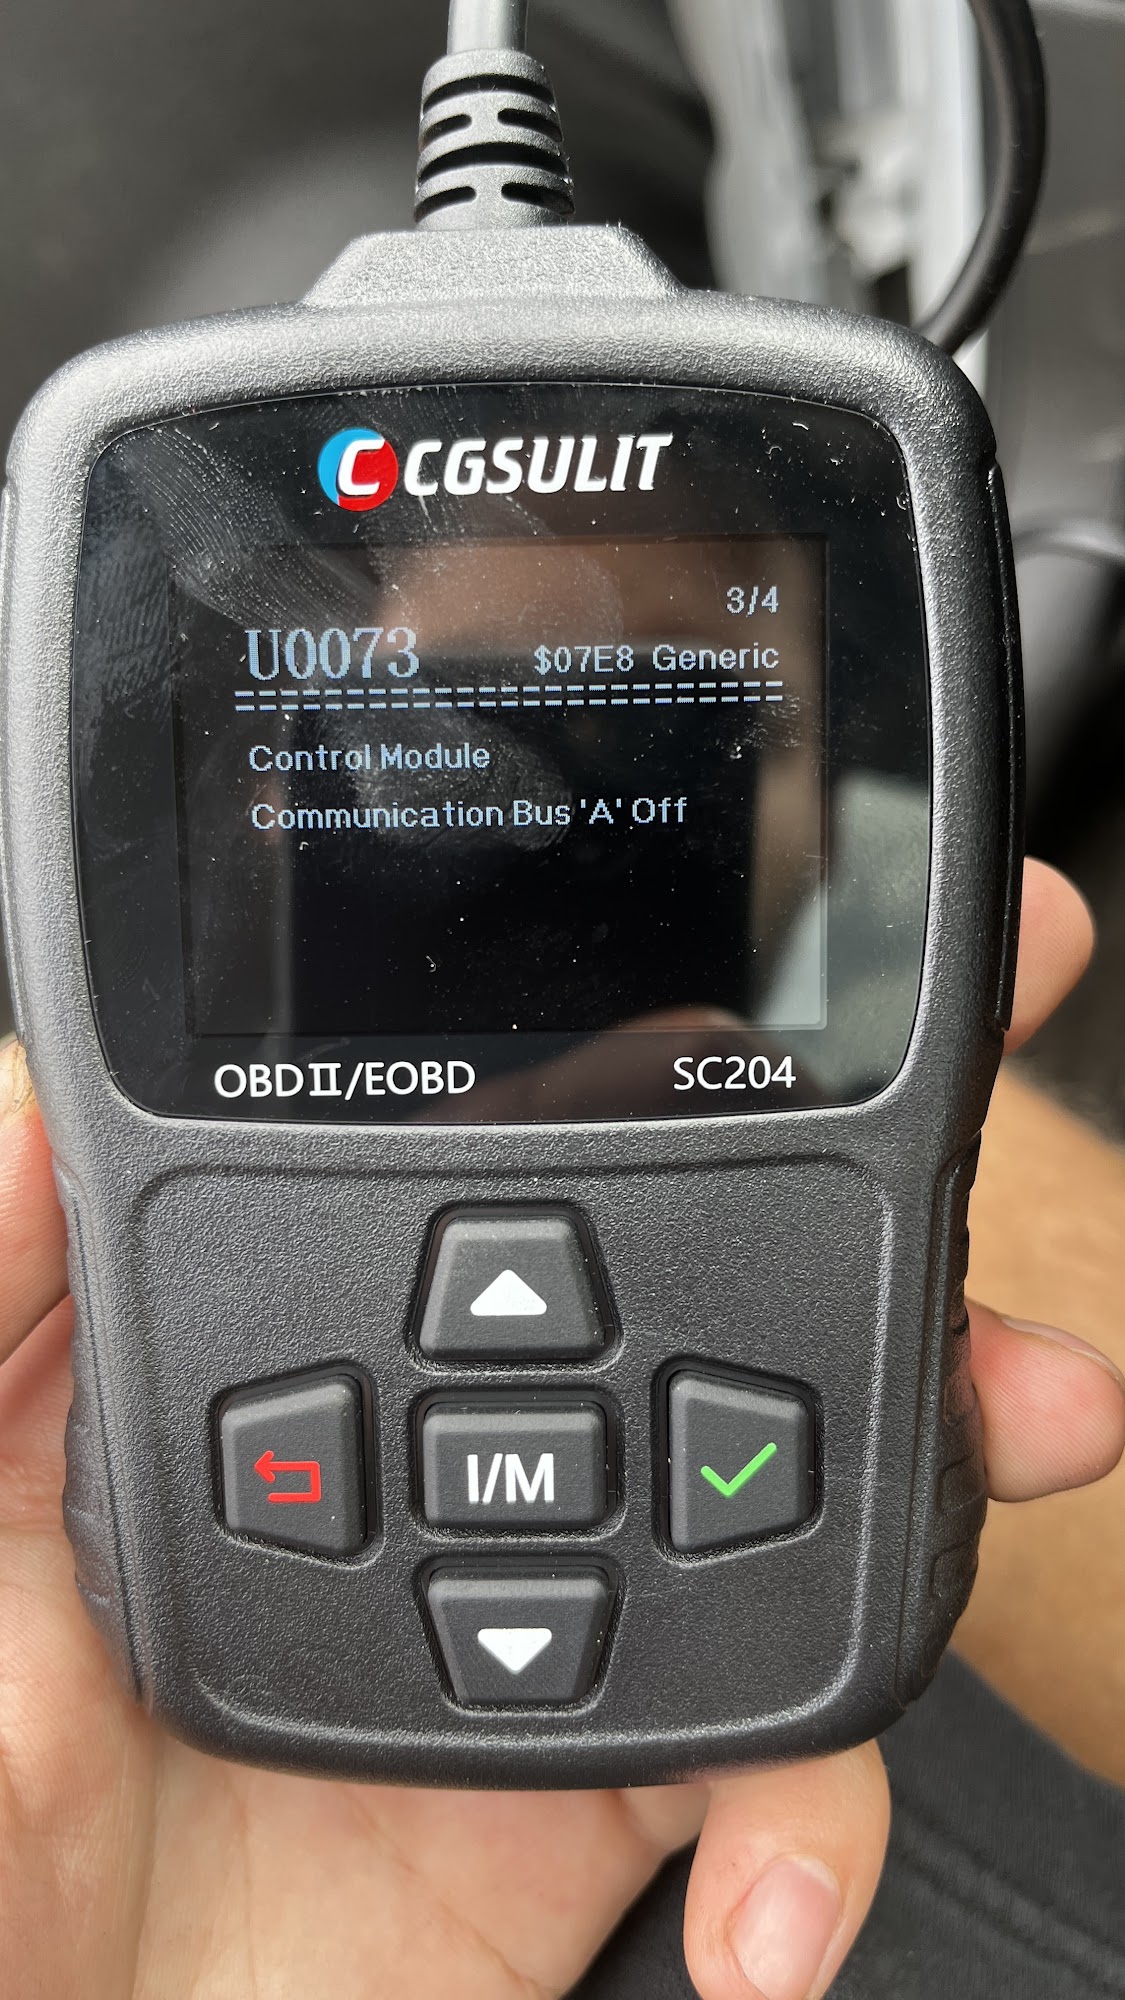 C CGSULIT
3/4
U0073 $07E8 Generic
===========================
Control Module
Communication Bus 'A' Off
OBDII/EOBD SC204
I/M